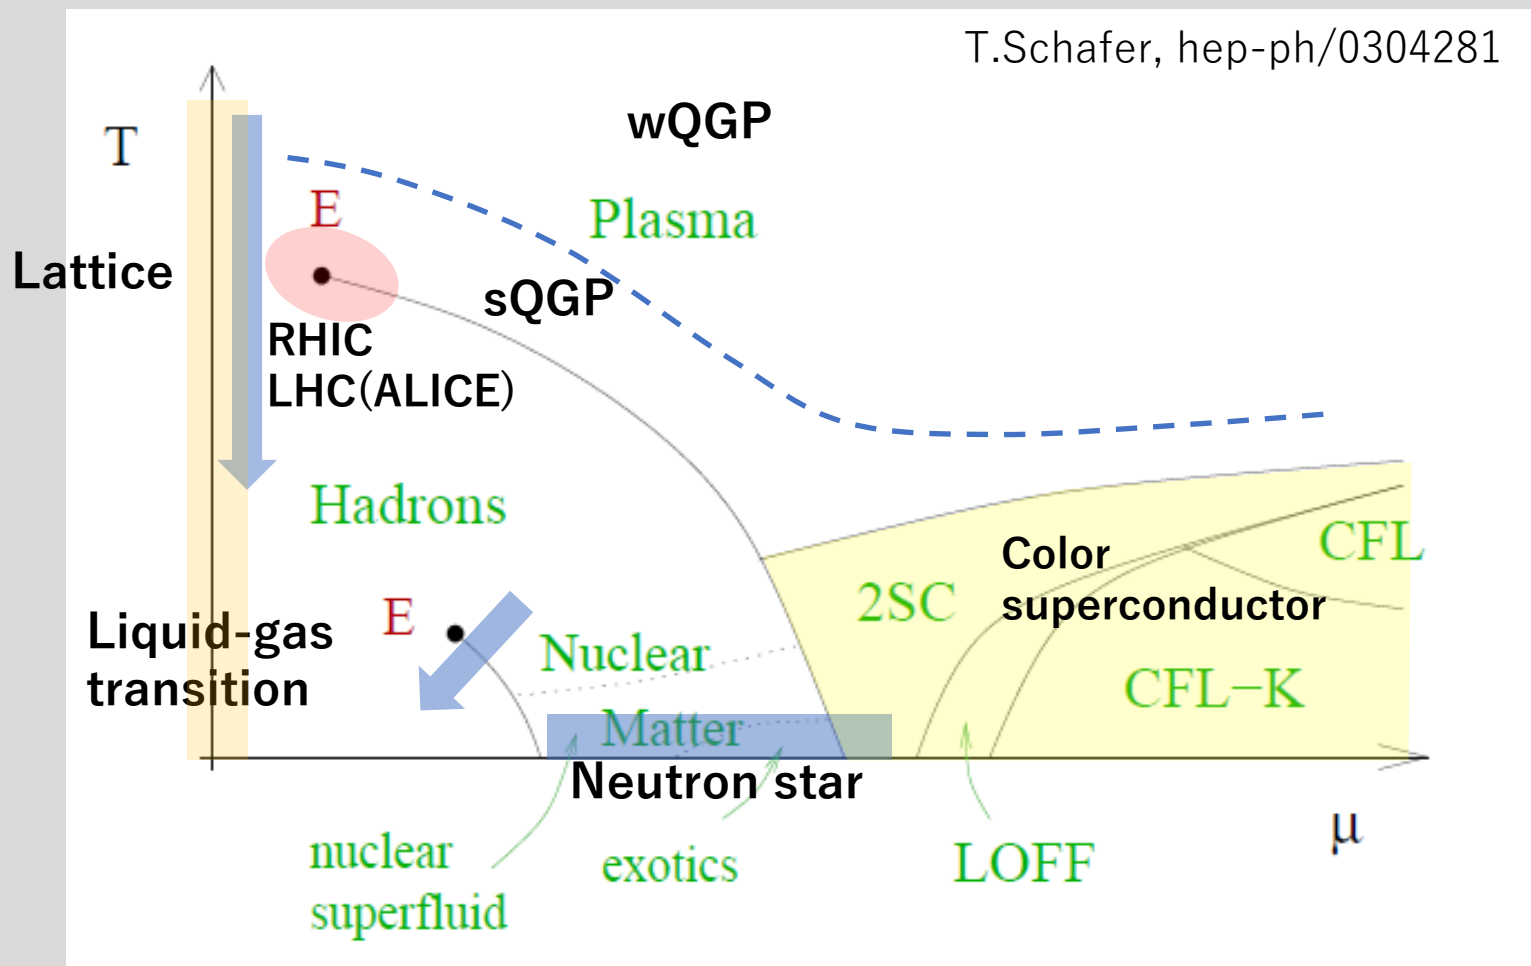 T.Schafer, hep-ph/0304281
wQGP
T
E
Plasma
Lattice
sQGP
RHIC
LHC(ALICE)
Hadrons
CFL
Color
superconductor
2SC
E
Liquid-gas
transition
Nuclear
CFL−K
Matter
Neutron star
μ
nuclear
superfluid
exotics
LOFF